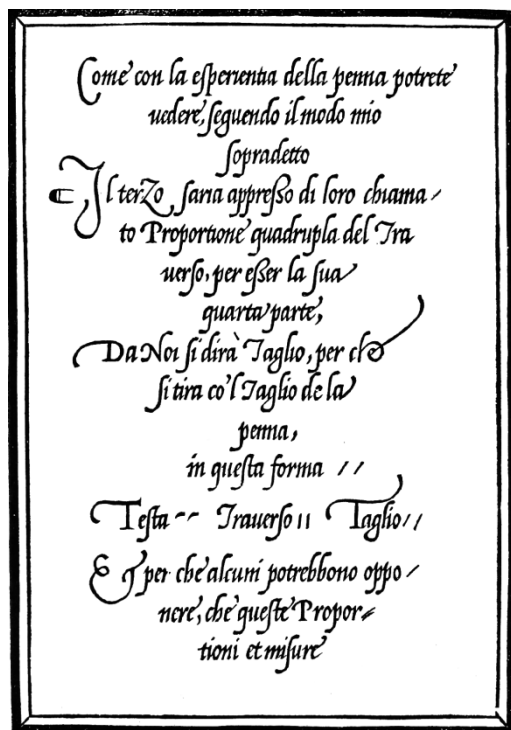 Come con la eſperientia della penna potrete
uedere, ſeguendo il modo mio
ſopradetto
Il terZo ſaria appreſſo di loro chiama/
to Proportione quadrupla del Tra
uerſo, per eſſer la ſua
quarta parte,
Da Noi ſi dirà Taglio, per che
ſi tira co'l Taglio de la
penna,
in queſta forma //
Teſta -- Trauerſo ıı Taglio //
Et per che alcuni potrebbono oppo/
nere, che queſte Propor/
tioni et miſure